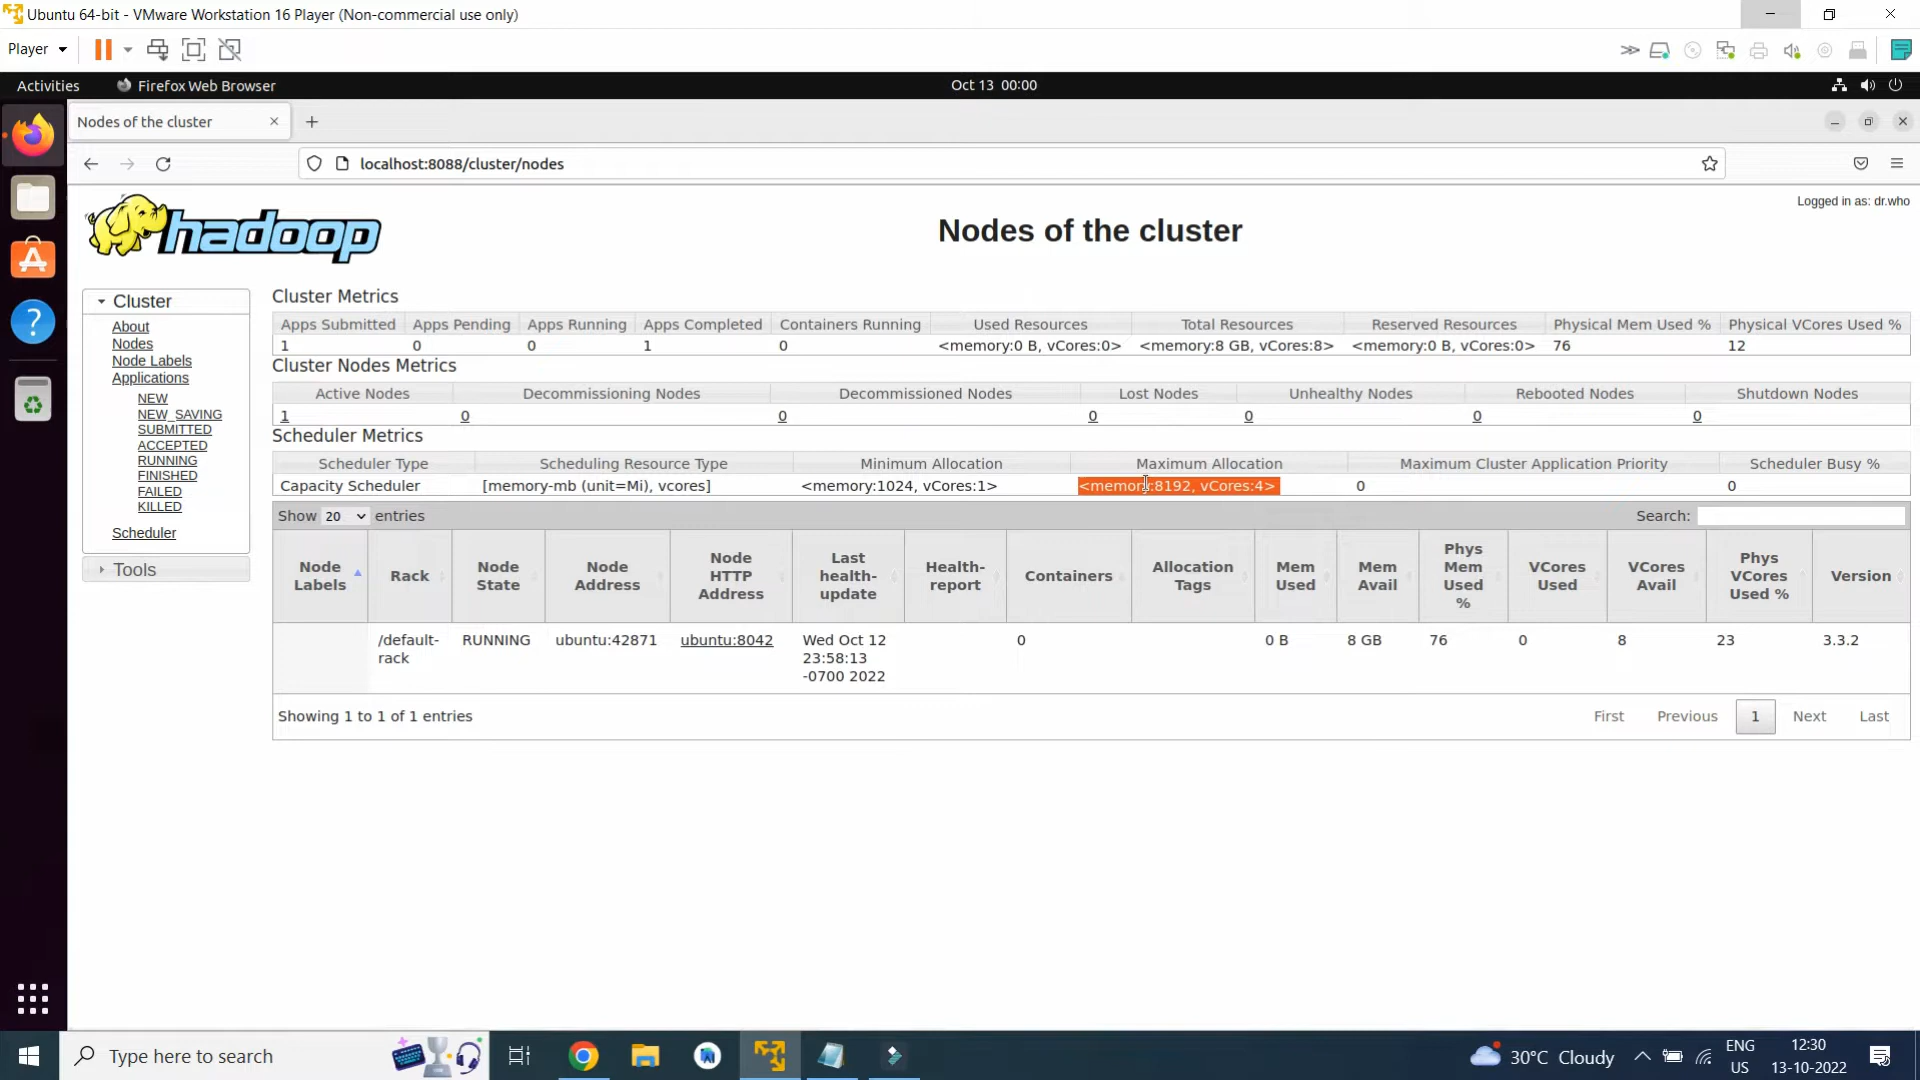 Ubuntu 64-bit - VMware Workstation 16 Player (Non-commercial use only)
Player
Activities Firefox Web Browser Oct 13 00:00
Nodes of the cluster
localhost:8088/cluster/nodes
hadoop
Nodes of the cluster
Logged in as: dr.who
Cluster
About
Nodes
Node Labels
Applications
NEW
NEW_SAVING
SUBMITTED
ACCEPTED
RUNNING
FINISHED
FAILED
KILLED
Scheduler
Tools
Cluster Metrics
Apps Submitted Apps Pending Apps Running Apps Completed Containers Running Used Resources Total Resources Reserved Resources Physical Mem Used % Physical VCores Used %
1 0 0 1 0 <memory:0 B, vCores:0> <memory:8 GB, vCores:8> <memory:0 B, vCores:0> 76 12
Cluster Nodes Metrics
Active Nodes Decommissioning Nodes Decommissioned Nodes Lost Nodes Unhealthy Nodes Rebooted Nodes Shutdown Nodes
1 0 0 0 0 0 0
Scheduler Metrics
Scheduler Type Scheduling Resource Type Minimum Allocation Maximum Allocation Maximum Cluster Application Priority Scheduler Busy %
Capacity Scheduler [memory-mb (unit=Mi), vcores] <memory:1024, vCores:1> <memory:8192, vCores:4> 0 0
Show 20 entries Search:
Node Labels Rack Node State Node Address Node HTTP Address Last health-update Health-report Containers Allocation Tags Mem Used Mem Avail Phys Mem Used % VCores Used VCores Avail Phys VCores Used % Version
/default-rack RUNNING ubuntu:42871 ubuntu:8042 Wed Oct 12 23:58:13 -0700 2022 0 0 B 8 GB 76 0 8 23 3.3.2
Showing 1 to 1 of 1 entries First Previous 1 Next Last
Type here to search
30°C Cloudy
ENG
US
12:30
13-10-2022